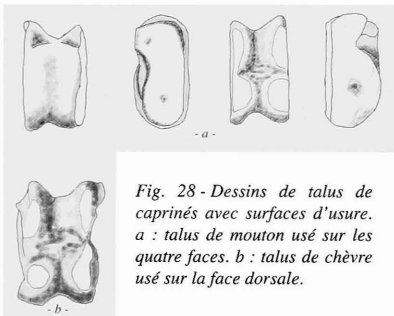 - a -
Fig. 28 - Dessins de talus de
caprinés avec surfaces d'usure.
a : talus de mouton usé sur les
quatre faces. b : talus de chèvre
usé sur la face dorsale.
- b -